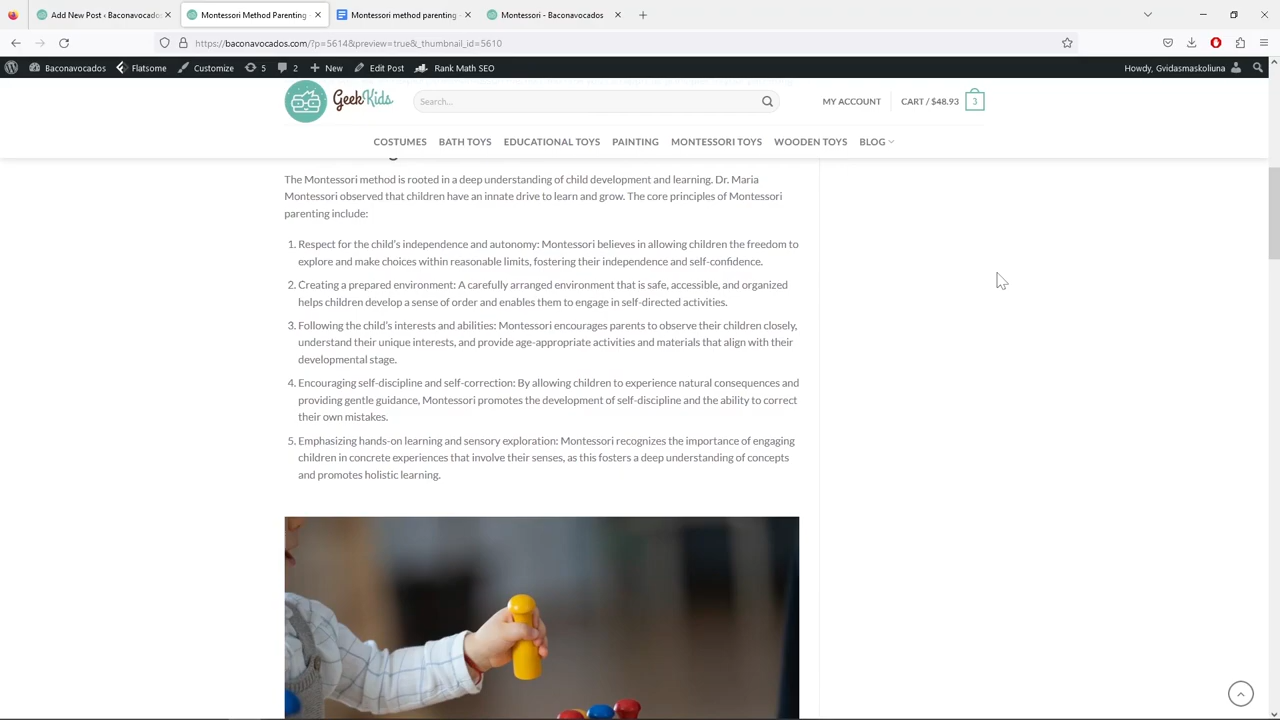 Add New Post ‹ Baconavocado
Montessori Method Parenting -
Montessori method parenting -
Montessori - Baconavocados
https://baconavocados.com/?p=5614&preview=true&_thumbnail_id=5610
Baconavocados
Flatsome
Customize
5
2
New
Edit Post
Rank Math SEO
Howdy, Gvidasmaskoliuna
GeekKids
Search...
MY ACCOUNT
CART / $48.93
3
COSTUMES
BATH TOYS
EDUCATIONAL TOYS
PAINTING
MONTESSORI TOYS
WOODEN TOYS
BLOG
The Montessori method is rooted in a deep understanding of child development and learning. Dr. Maria
Montessori observed that children have an innate drive to learn and grow. The core principles of Montessori
parenting include:
1. Respect for the child's independence and autonomy: Montessori believes in allowing children the freedom to
explore and make choices within reasonable limits, fostering their independence and self-confidence.
2. Creating a prepared environment: A carefully arranged environment that is safe, accessible, and organized
helps children develop a sense of order and enables them to engage in self-directed activities.
3. Following the child's interests and abilities: Montessori encourages parents to observe their children closely,
understand their unique interests, and provide age-appropriate activities and materials that align with their
developmental stage.
4. Encouraging self-discipline and self-correction: By allowing children to experience natural consequences and
providing gentle guidance, Montessori promotes the development of self-discipline and the ability to correct
their own mistakes.
5. Emphasizing hands-on learning and sensory exploration: Montessori recognizes the importance of engaging
children in concrete experiences that involve their senses, as this fosters a deep understanding of concepts
and promotes holistic learning.